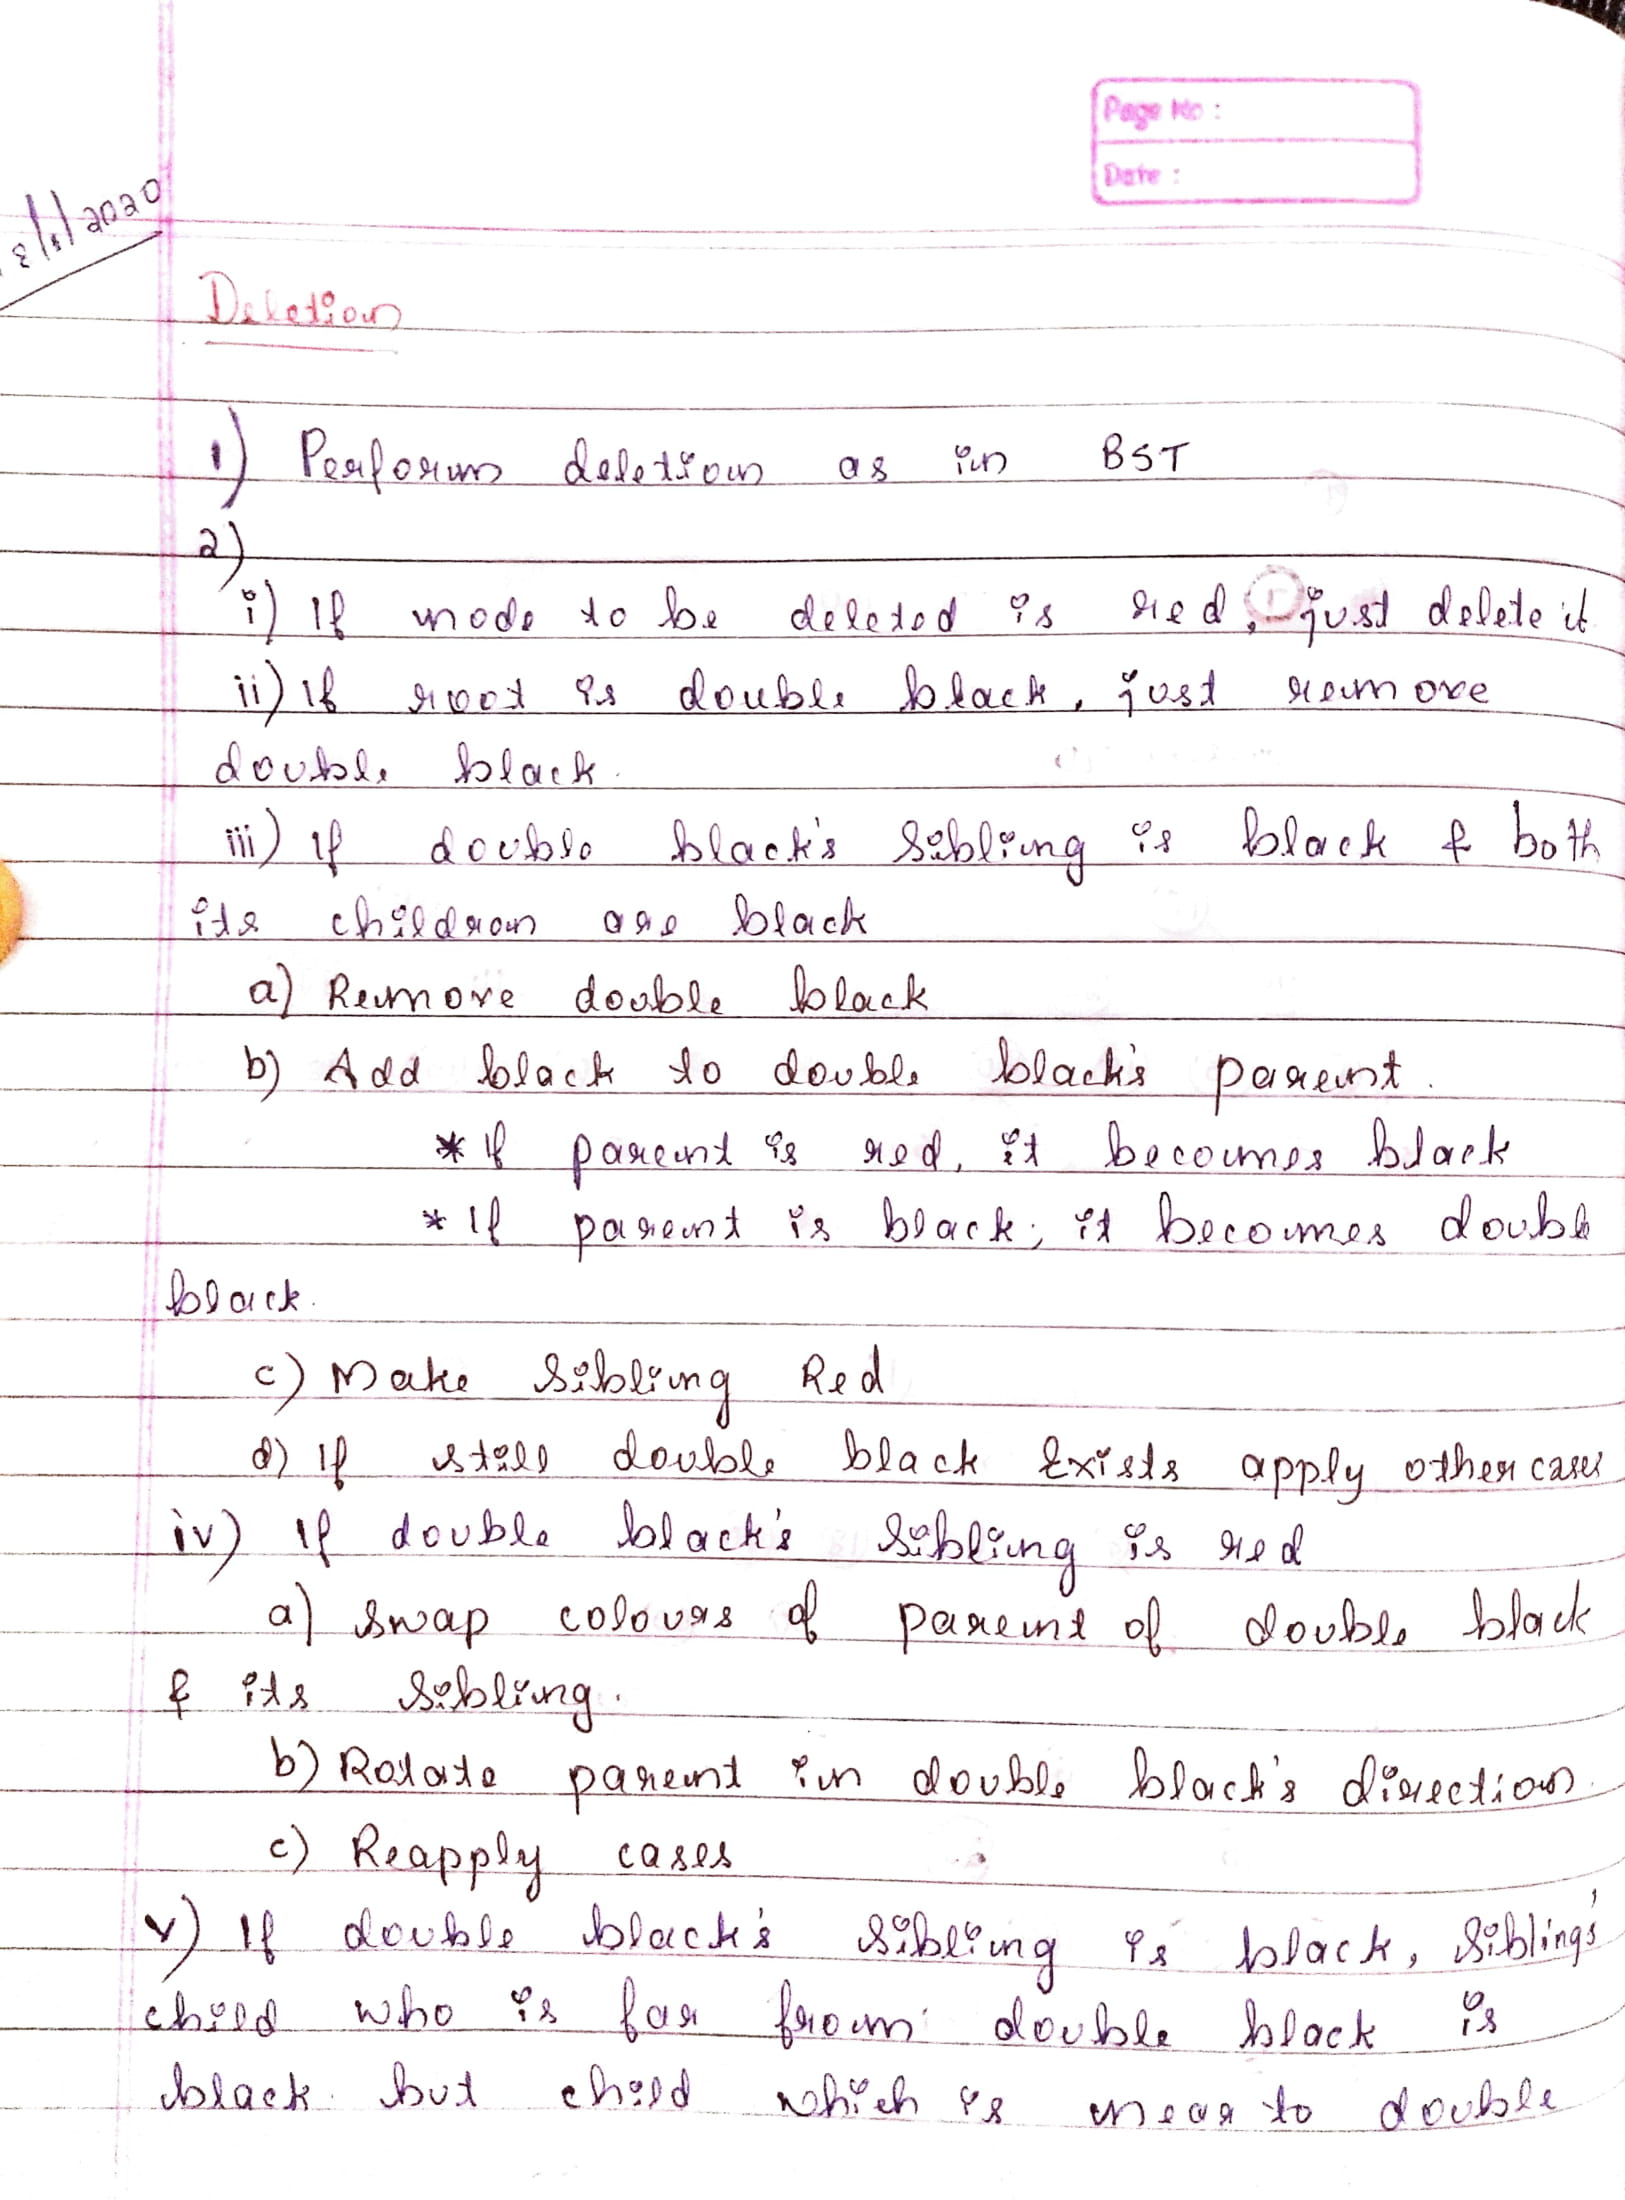 Page No :
Date :
8/1/2020
Deletion
1) Perform deletion as in BST
2)
i) If node to be deleted is red, just delete it
ii) If root is double black, just remove
double black.
iii) If double black's sibling is black & both
its children are black
a) Remove double black
b) Add black to double black's parent.
* If parent is red, it becomes black
* If parent is black, it becomes double
black.
c) Make sibling Red
d) If still double black Exists apply other cases
iv) If double black's sibling is red
a) Swap colours of parent of double black
& its sibling.
b) Rotate parent in double black's direction.
c) Reapply cases
v) If double black's sibling is black, siblings'
child who is far from double black is
black but child which is near to double